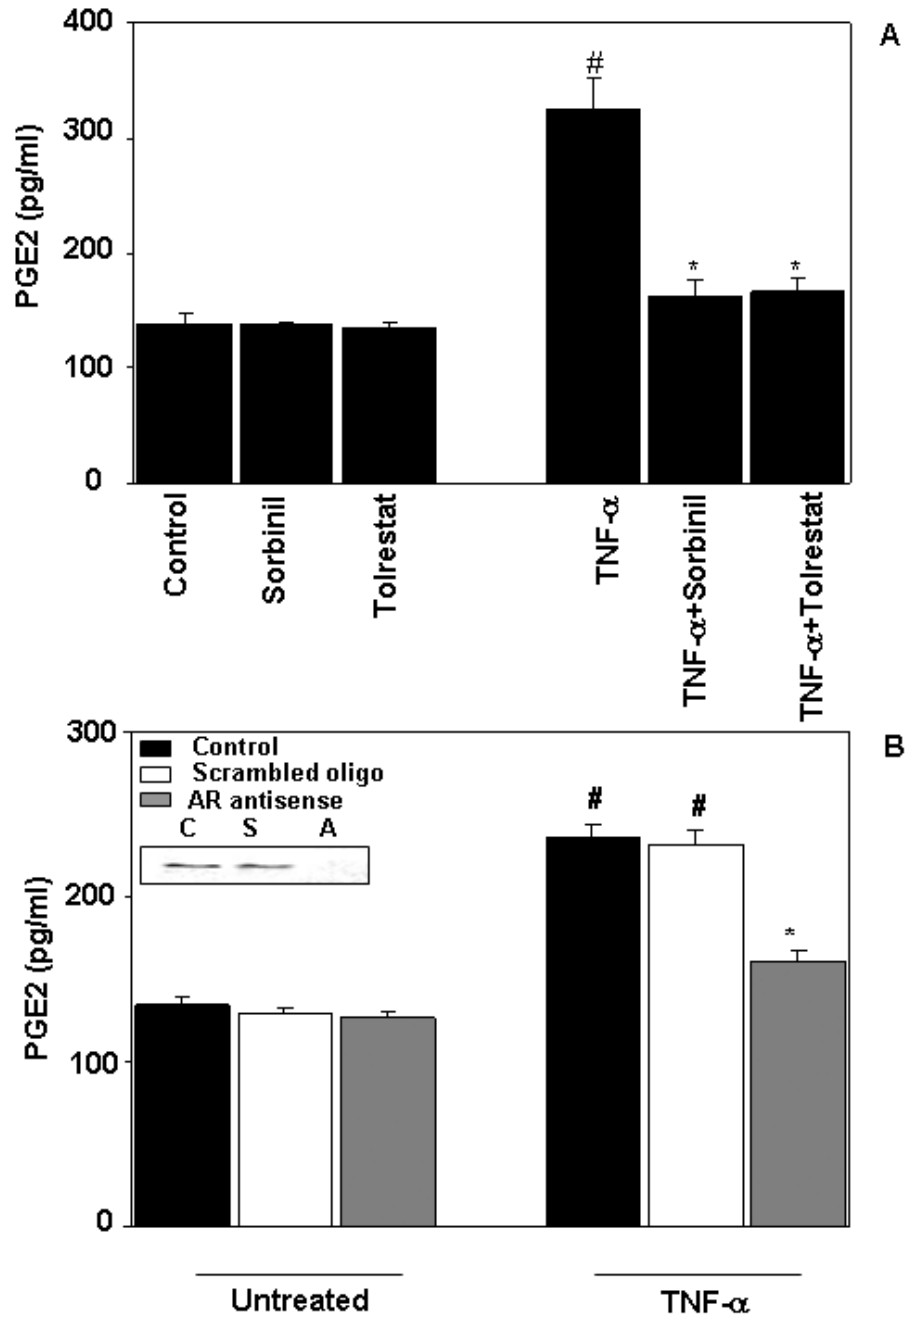 A
400
300
200
100
0
PGE2 (pg/ml)
#
*
*
Control
Sorbinil
Tolrestat
TNF-α
TNF-α+Sorbinil
TNF-α+Tolrestat
B
300
200
100
0
PGE2 (pg/ml)
Control
Scrambled oligo
AR antisense
C S A
#
#
*
Untreated
TNF-α